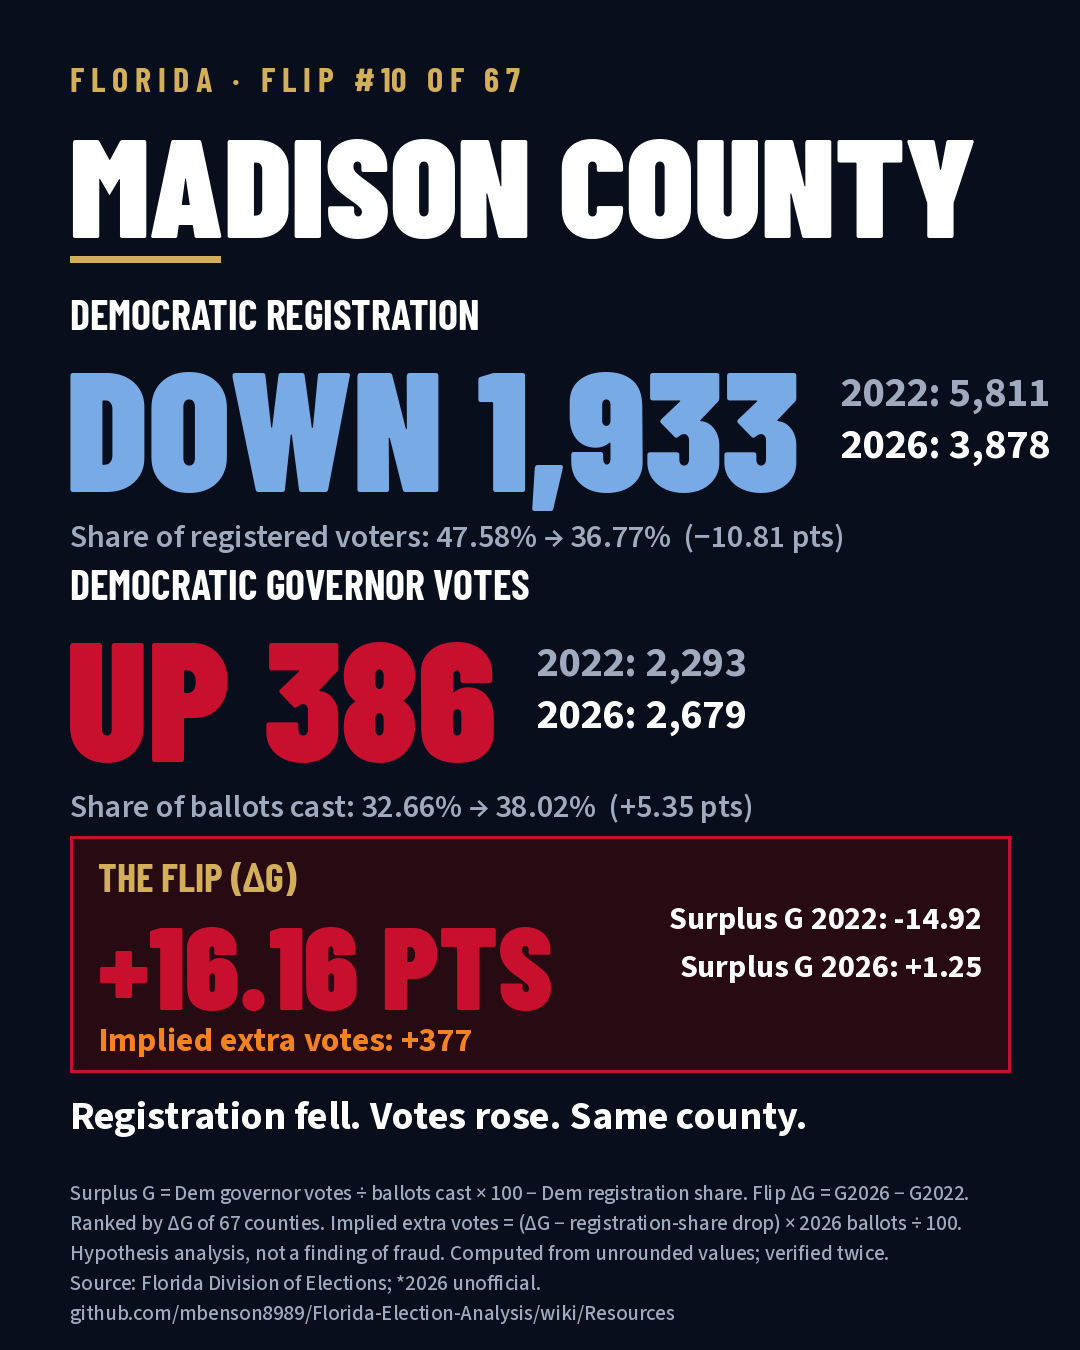 FLORIDA · FLIP #10 OF 67
MADISON COUNTY
DEMOCRATIC REGISTRATION
DOWN 1,933
2022: 5,811
2026: 3,878
Share of registered voters: 47.58% → 36.77% (−10.81 pts)
DEMOCRATIC GOVERNOR VOTES
UP 386
2022: 2,293
2026: 2,679
Share of ballots cast: 32.66% → 38.02% (+5.35 pts)
THE FLIP (ΔG)
+16.16 PTS
Surplus G 2022: -14.92
Surplus G 2026: +1.25
Implied extra votes: +377
Registration fell. Votes rose. Same county.
Surplus G = Dem governor votes ÷ ballots cast × 100 − Dem registration share. Flip ΔG = G2026 − G2022.
Ranked by ΔG of 67 counties. Implied extra votes = (ΔG − registration-share drop) × 2026 ballots ÷ 100.
Hypothesis analysis, not a finding of fraud. Computed from unrounded values; verified twice.
Source: Florida Division of Elections; *2026 unofficial.
github.com/mbenson8989/Florida-Election-Analysis/wiki/Resources